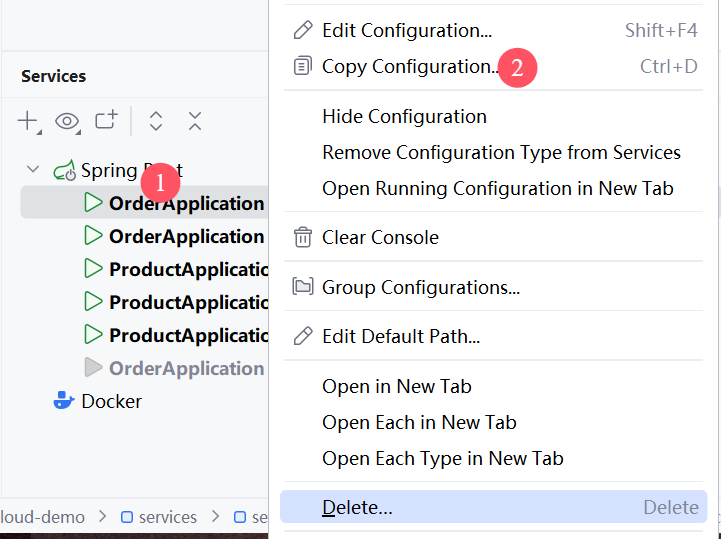 Services
Spring
1
OrderApplication
OrderApplication
ProductApplicatio
ProductApplicatio
ProductApplicatio
OrderApplication
Docker
loud-demo > services > se
Edit Configuration... Shift+F4
Copy Configuration.. 2 Ctrl+D
Hide Configuration
Remove Configuration Type from Services
Open Running Configuration in New Tab
Clear Console
Group Configurations...
Edit Default Path...
Open in New Tab
Open Each in New Tab
Open Each Type in New Tab
Delete... Delete